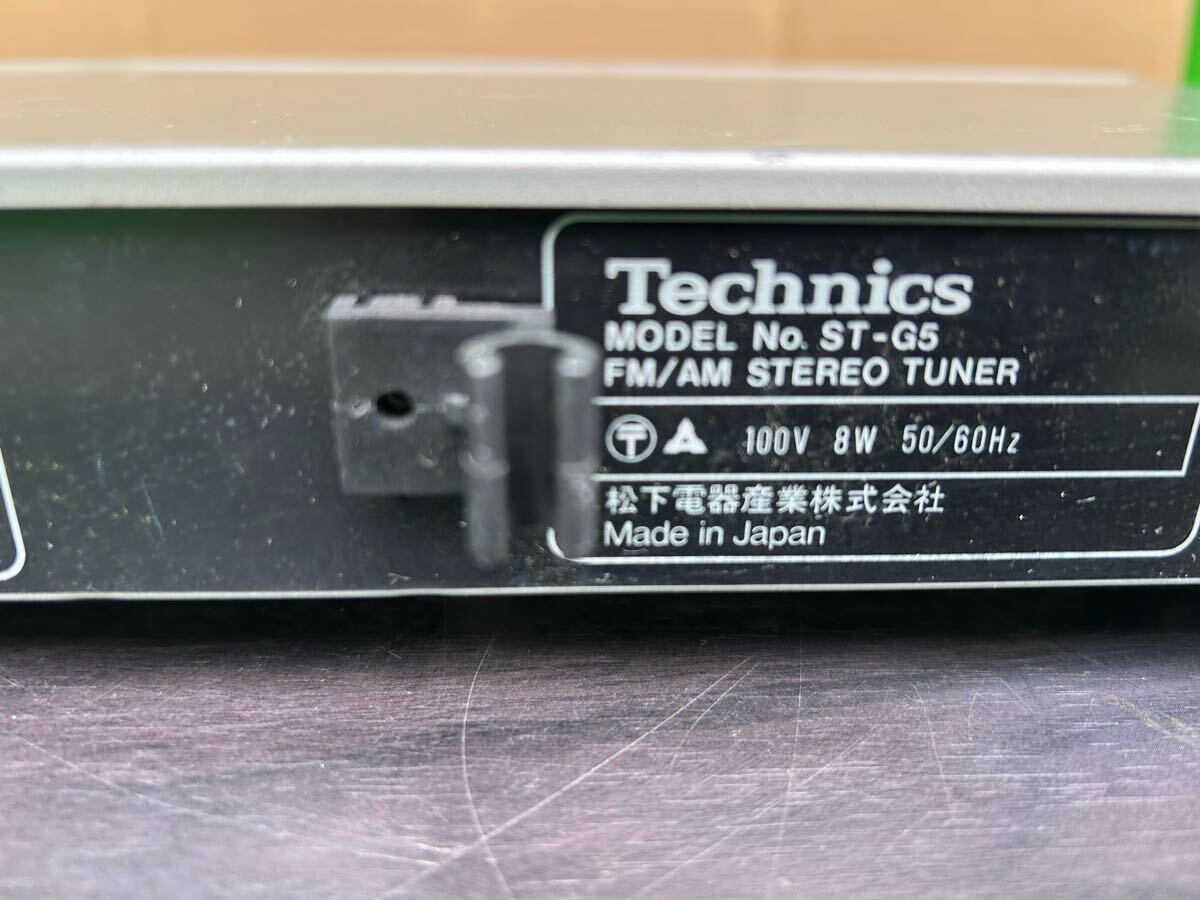 Technics
MODEL No. ST-G5
FM/AM STEREO TUNER
〒 100V 8W 50/60Hz
松下電器産業株式会社
Made in Japan